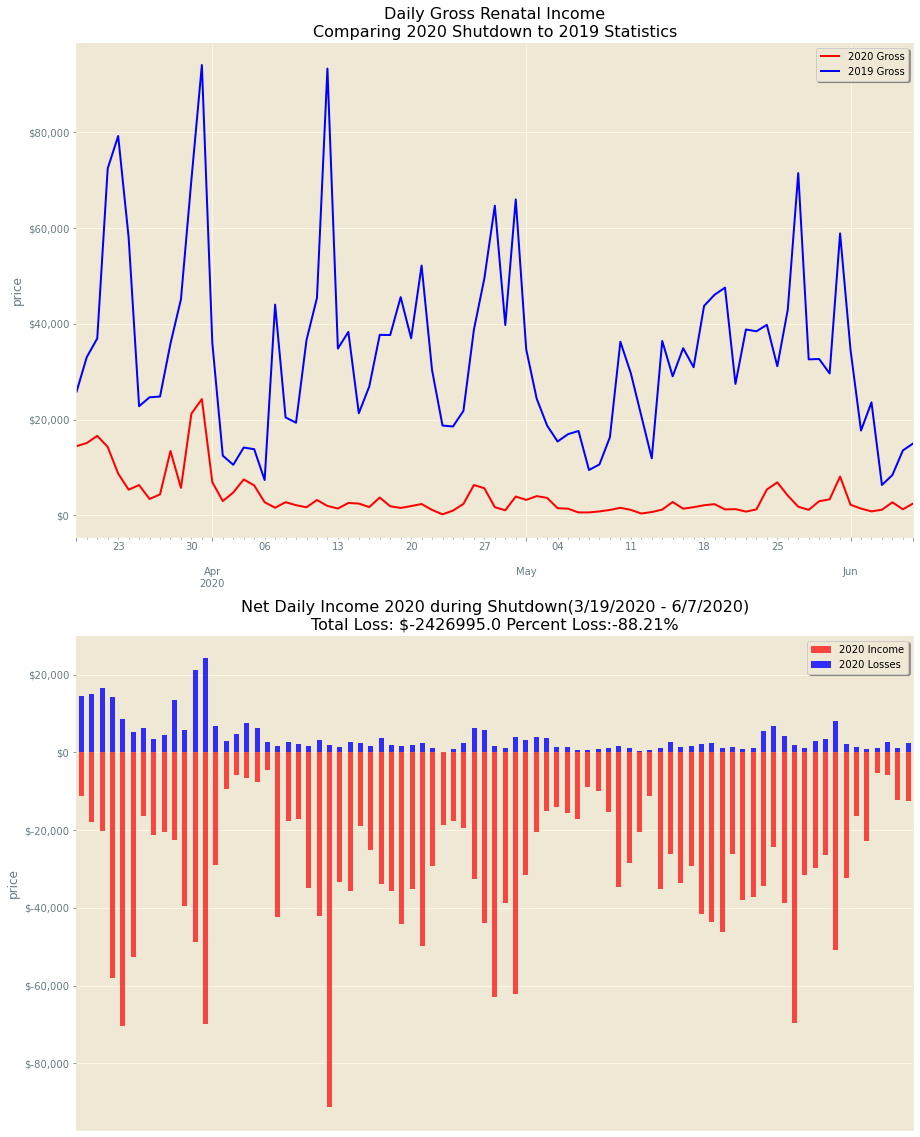 Daily Gross Renatal Income
Comparing 2020 Shutdown to 2019 Statistics
2020 Gross
2019 Gross
price
$80,000
$60,000
$40,000
$20,000
$0
23 30 06 13 20 27 04 11 18 25
Apr May Jun
2020
Net Daily Income 2020 during Shutdown(3/19/2020 - 6/7/2020)
Total Loss: $-2426995.0 Percent Loss:-88.21%
2020 Income
2020 Losses
price
$20,000
$0
$-20,000
$-40,000
$-60,000
$-80,000